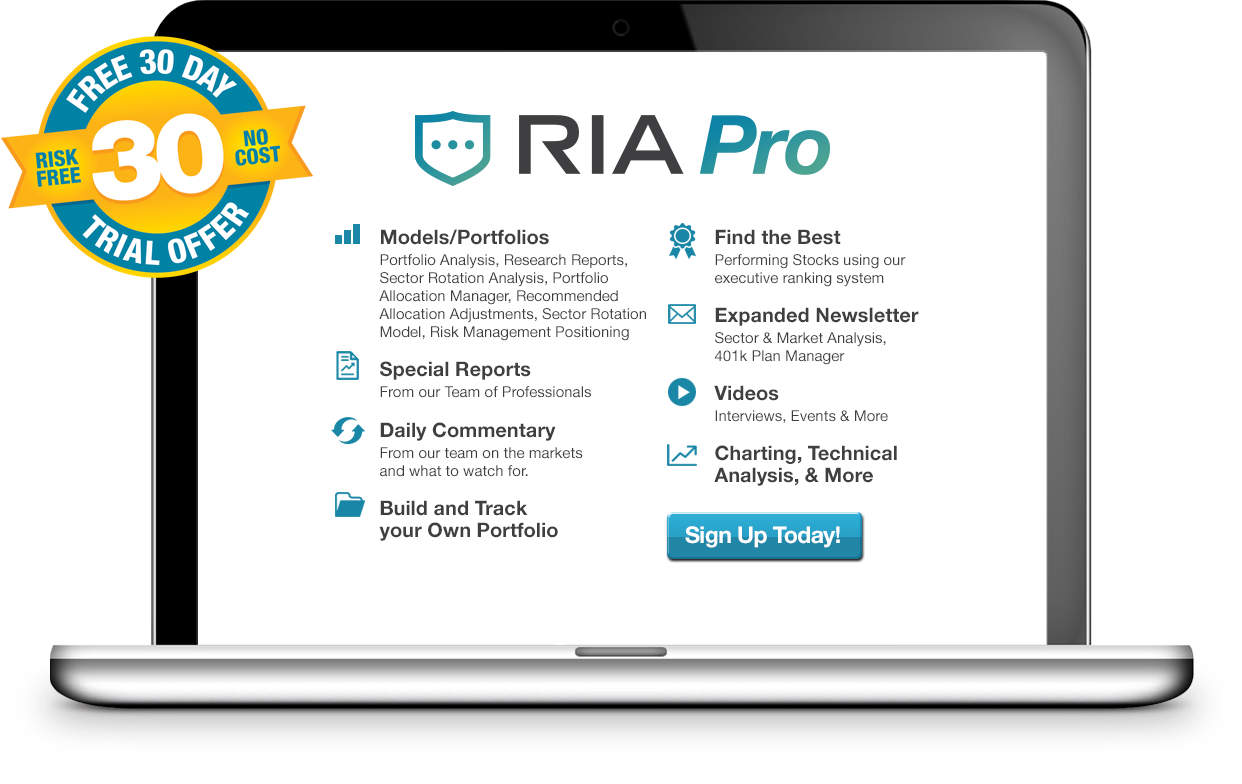 FREE 30 DAY
RISK
FREE
30
NO
COST
TRIAL OFFER
RIA Pro
Models/Portfolios
Portfolio Analysis, Research Reports,
Sector Rotation Analysis, Portfolio
Allocation Manager, Recommended
Allocation Adjustments, Sector Rotation
Model, Risk Management Positioning
Special Reports
From our Team of Professionals
Daily Commentary
From our team on the markets
and what to watch for.
Build and Track
your Own Portfolio
Find the Best
Performing Stocks using our
executive ranking system
Expanded Newsletter
Sector & Market Analysis,
401k Plan Manager
Videos
Interviews, Events & More
Charting, Technical
Analysis, & More
Sign Up Today!